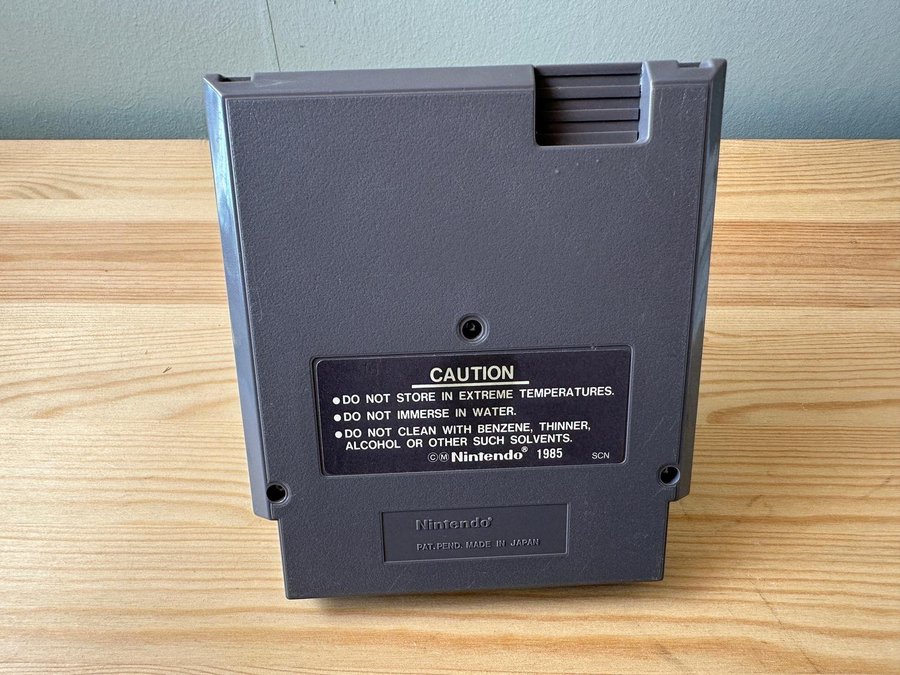 CAUTION
●DO NOT STORE IN EXTREME TEMPERATURES.
●DO NOT IMMERSE IN WATER.
●DO NOT CLEAN WITH BENZENE, THINNER,
ALCOHOL OR OTHER SUCH SOLVENTS.
©Ⓜ Nintendo® 1985 SCN
Nintendo®
PAT.PEND. MADE IN JAPAN